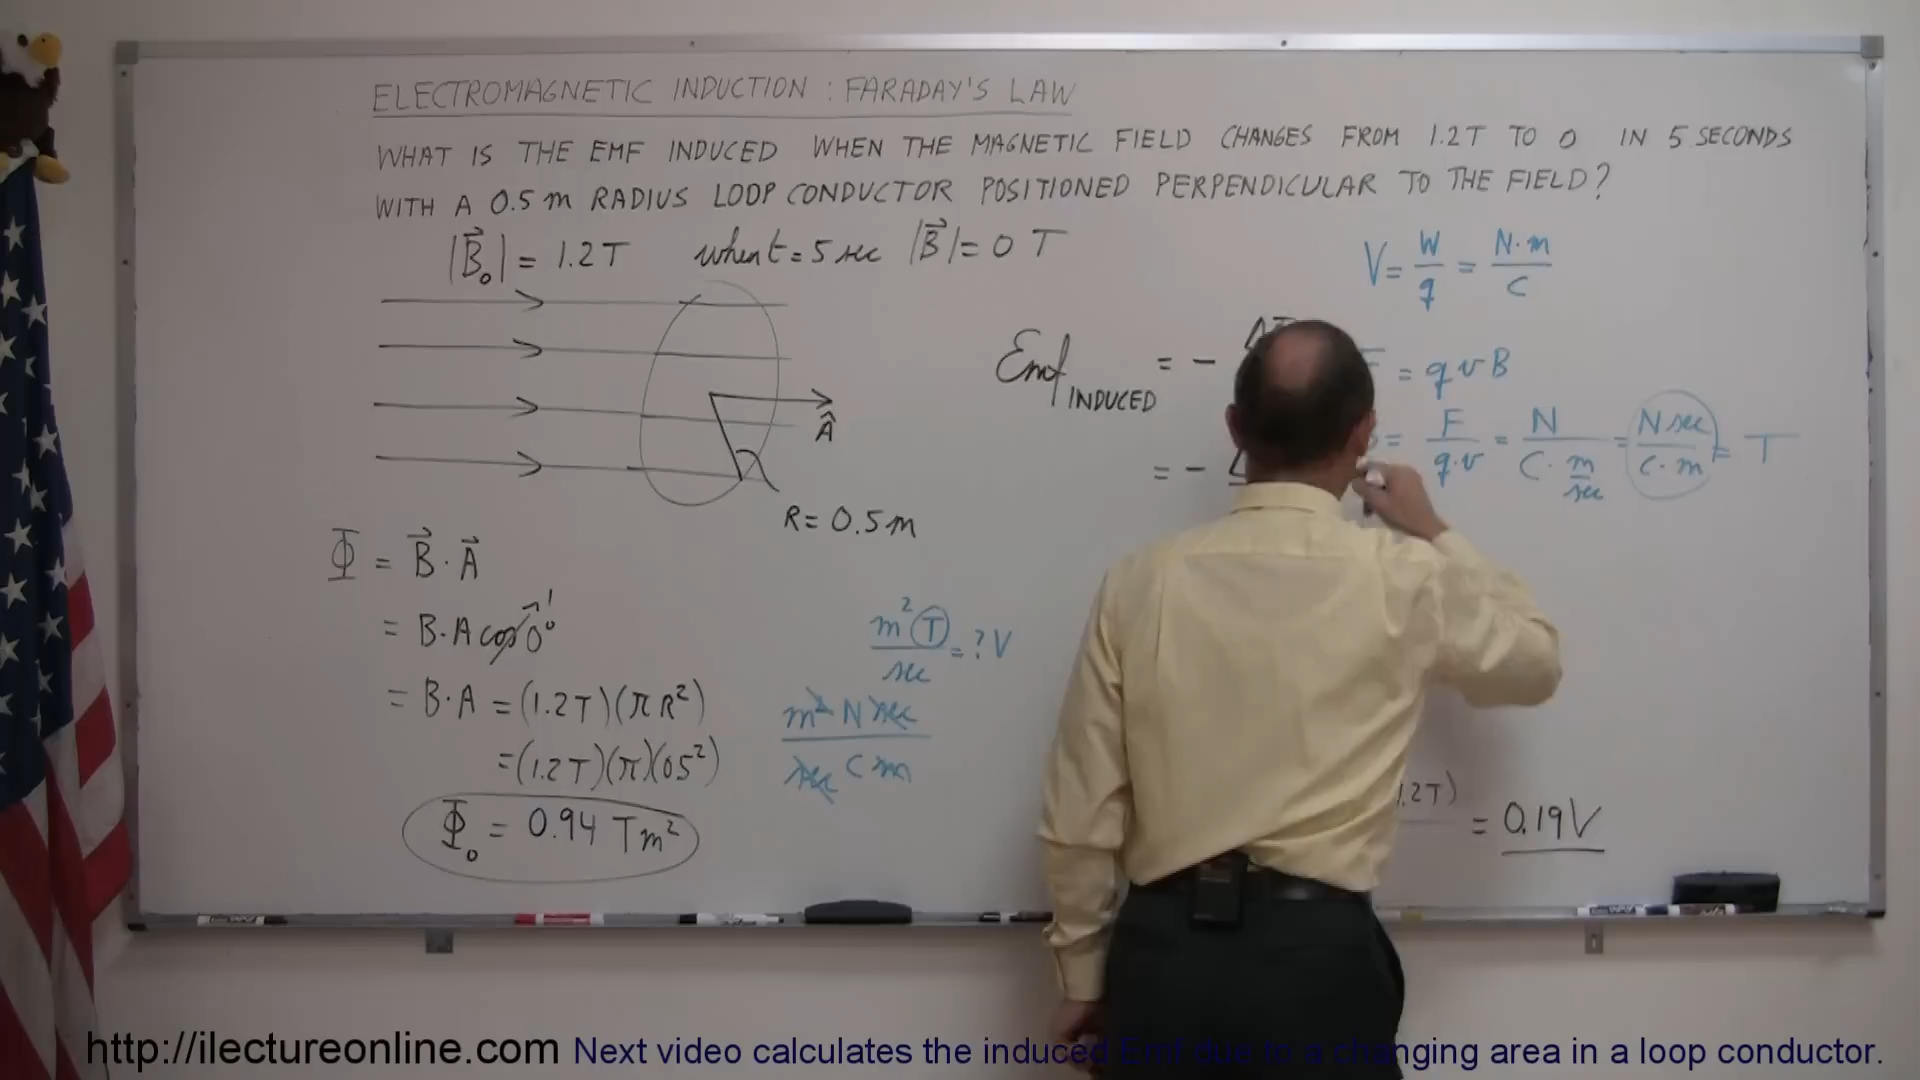 ELECTROMAGNETIC INDUCTION : FARADAY'S LAW
WHAT IS THE EMF INDUCED WHEN THE MAGNETIC FIELD CHANGES FROM 1.2T TO 0 IN 5 SECONDS
WITH A 0.5 m RADIUS LOOP CONDUCTOR POSITIONED PERPENDICULAR TO THE FIELD?
|B⃗₀| = 1.2T when t = 5 sec |B⃗| = 0 T
V = W/q = N·m/C
Emf INDUCED = -
= qvB
= F/q·v = N/(C·m/sec) = N sec/C·m = T
= -
Â
R = 0.5m
Φ = B⃗·A⃗
= B·A cos 0° 1
= B·A = (1.2T)(πR²)
= (1.2T)(π)(05²)
Φ₀ = 0.94 Tm²
m² T/sec = ? V
m² N sec/sec C m
.2T) = 0.19V
http://ilectureonline.com Next video calculates the induced Emf due to a changing area in a loop conductor.